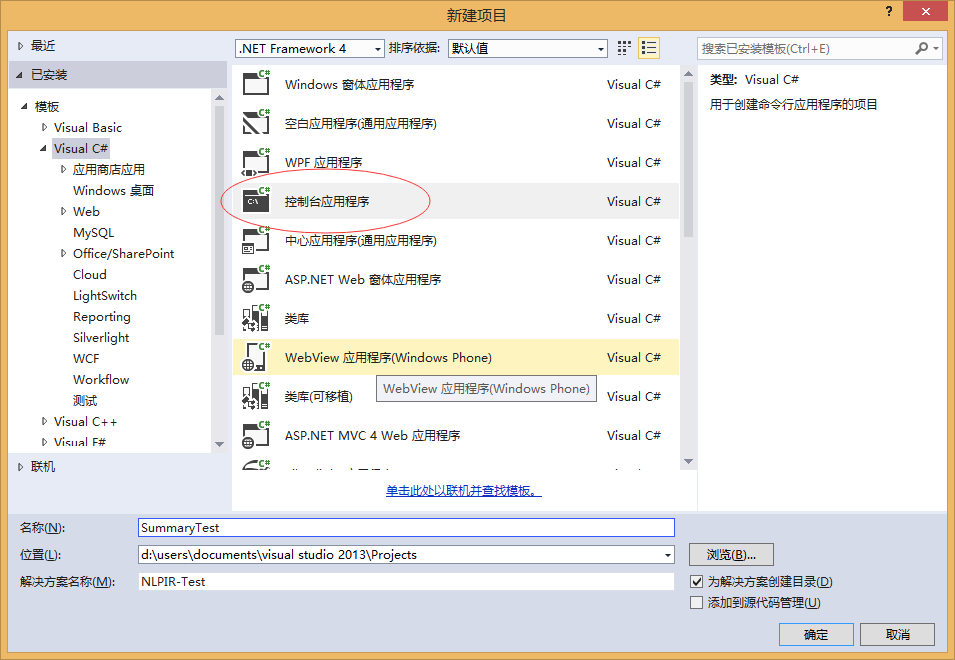 新建项目
?
最近
已安装
模板
Visual Basic
Visual C#
应用商店应用
Windows 桌面
Web
MySQL
Office/SharePoint
Cloud
LightSwitch
Reporting
Silverlight
WCF
Workflow
测试
Visual C++
Visual F#
联机
.NET Framework 4 排序依据: 默认值
C# Windows 窗体应用程序 Visual C#
C# 空白应用程序(通用应用程序) Visual C#
C# WPF 应用程序 Visual C#
C# C:\ 控制台应用程序 Visual C#
C# 中心应用程序(通用应用程序) Visual C#
C# ASP.NET Web 窗体应用程序 Visual C#
C# 类库 Visual C#
C# WebView 应用程序(Windows Phone) Visual C#
C# 类库(可移植) Visual C#
WebView 应用程序(Windows Phone)
C# ASP.NET MVC 4 Web 应用程序 Visual C#
C#
单击此处以联机并查找模板。
搜索已安装模板(Ctrl+E)
类型: Visual C#
用于创建命令行应用程序的项目
名称(N): SummaryTest
位置(L): d:\users\documents\visual studio 2013\Projects 浏览(B)...
解决方案名称(M): NLPIR-Test
为解决方案创建目录(D)
添加到源代码管理(U)
确定 取消